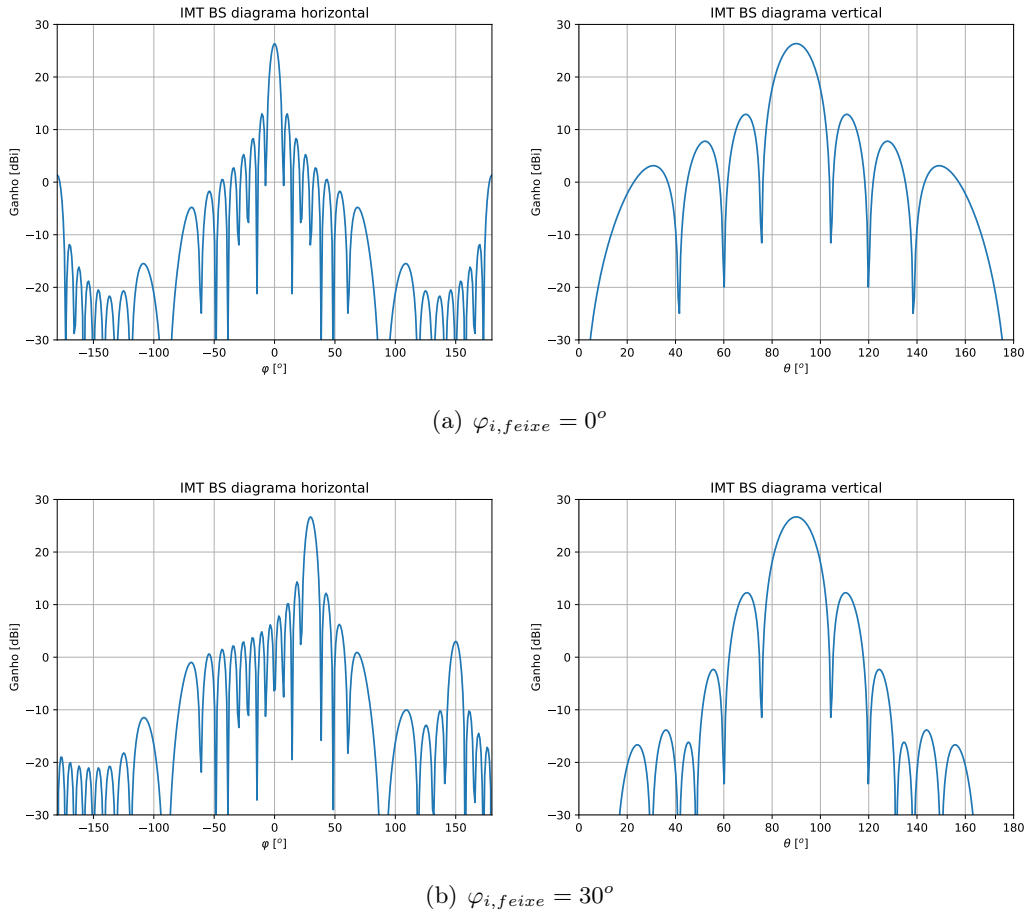 IMT BS diagrama horizontal
30
20
10
0
−10
−20
−30
Ganho [dBi]
−150 −100 −50 0 50 100 150
φ [°]
IMT BS diagrama vertical
30
20
10
0
−10
−20
−30
Ganho [dBi]
0 20 40 60 80 100 120 140 160 180
θ [°]
(a) φi,feixe = 0°
IMT BS diagrama horizontal
30
20
10
0
−10
−20
−30
Ganho [dBi]
−150 −100 −50 0 50 100 150
φ [°]
IMT BS diagrama vertical
30
20
10
0
−10
−20
−30
Ganho [dBi]
0 20 40 60 80 100 120 140 160 180
θ [°]
(b) φi,feixe = 30°